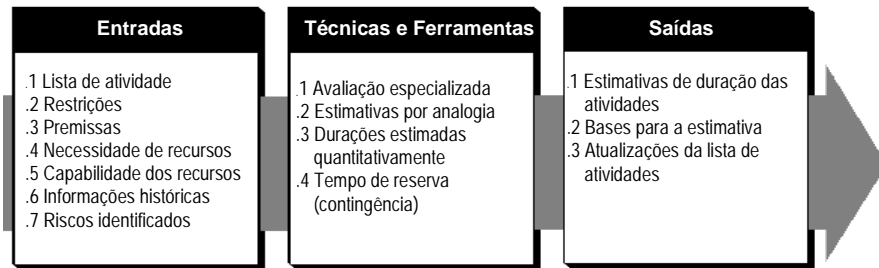 Entradas
.1 Lista de atividade
.2 Restrições
.3 Premissas
.4 Necessidade de recursos
.5 Capabilidade dos recursos
.6 Informações históricas
.7 Riscos identificados
Técnicas e Ferramentas
.1 Avaliação especializada
.2 Estimativas por analogia
.3 Durações estimadas
quantitativamente
.4 Tempo de reserva
(contingência)
Saídas
.1 Estimativas de duração das
atividades
.2 Bases para a estimativa
.3 Atualizações da lista de
atividades